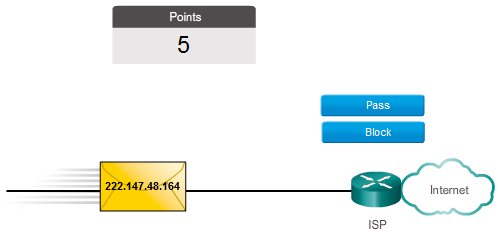 Points
5
Pass
Block
222.147.48.164
Internet
ISP